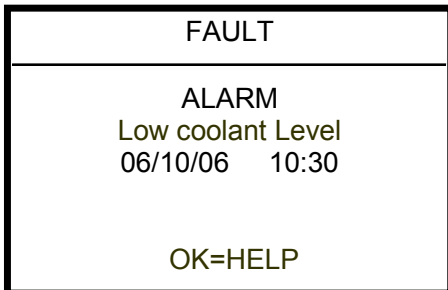 FAULT
ALARM
Low coolant Level
06/10/06 10:30
OK=HELP